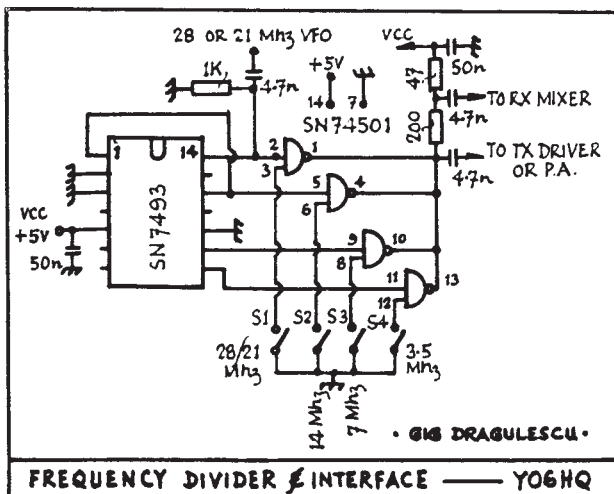 28 OR 21 Mhz VFO
VCC
50n
1K
4.7n
+5V
47
TO RX MIXER
4.7n
14
7
SN74501
200
TO TX DRIVER
OR P.A.
4.7n
1
14
2
3
1
SN7493
5
6
4
VCC
+5V
50n
9
8
10
11
12
13
S1
S2
S3
S4
28/21
Mhz
14 Mhz
7 Mhz
3.5
Mhz
· GIG DRAGULESCU ·
FREQUENCY DIVIDER & INTERFACE — YO6HQ